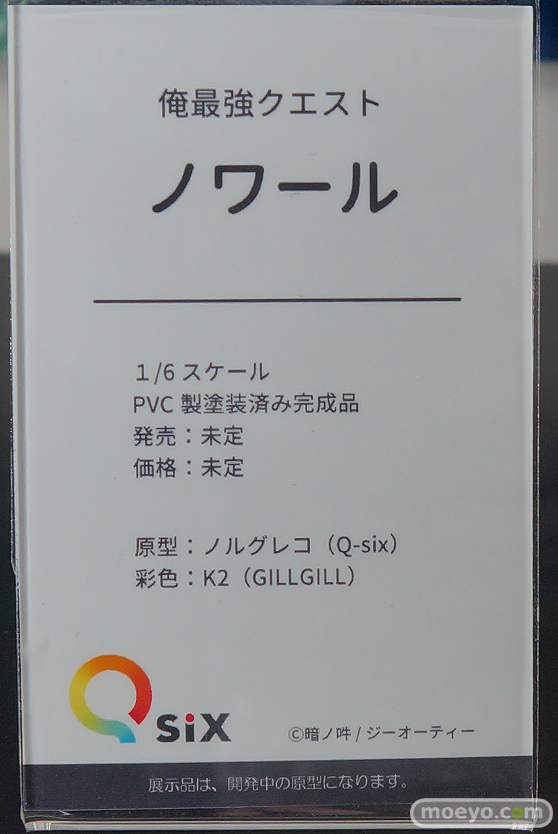 俺最強クエスト
ノワール
1/6 スケール
PVC 製塗装済み完成品
発売：未定
価格：未定
原型：ノルグレコ（Q-six）
彩色：K2（GILLGILL）
Q six
©暗ノ吽 / ジーオーティー
展示品は、開発中の原型になります。
moeyo.com